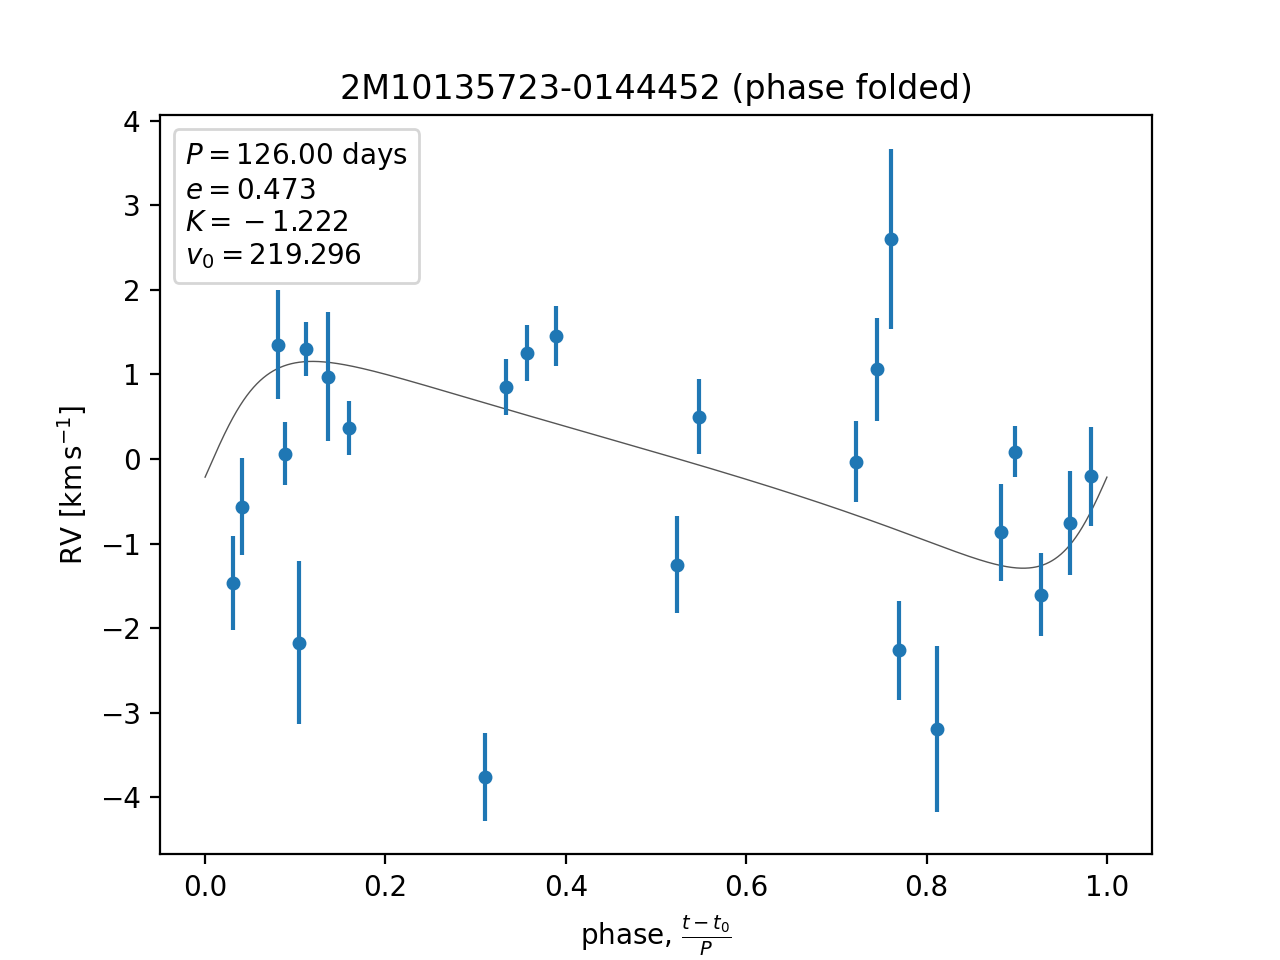 2M10135723-0144452 (phase folded)
P = 126.00 days
e = 0.473
K = −1.222
v₀ = 219.296
4
3
2
1
0
−1
−2
−3
−4
RV [km s⁻¹]
0.0 0.2 0.4 0.6 0.8 1.0
phase, (t − t₀)/P